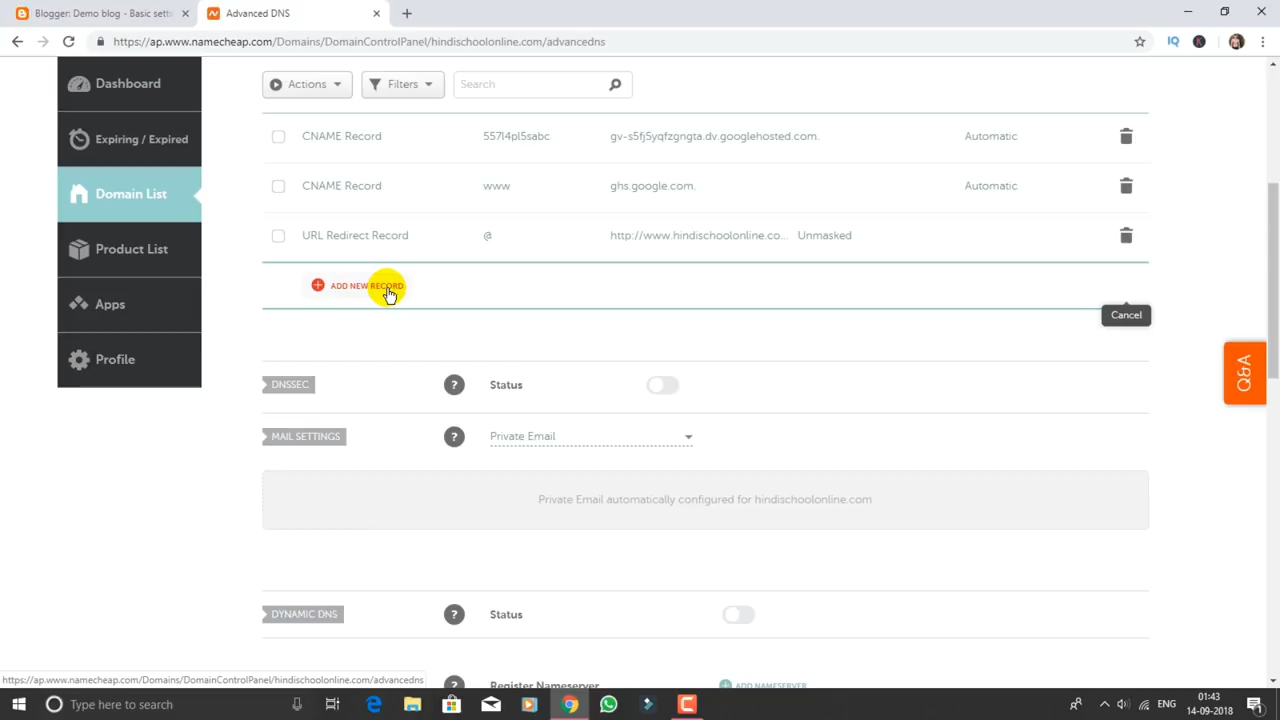 Blogger: Demo blog - Basic sett
Advanced DNS
https://ap.www.namecheap.com/Domains/DomainControlPanel/hindischoolonline.com/advancedns
IQ
K
Dashboard
Expiring / Expired
Domain List
Product List
Apps
Profile
Actions
Filters
Search
CNAME Record 557l4pl5sabc gv-s5fj5yqfzgngta.dv.googlehosted.com. Automatic
CNAME Record www ghs.google.com. Automatic
URL Redirect Record @ http://www.hindischoolonline.co... Unmasked
ADD NEW RECORD
Cancel
Q&A
DNSSEC ? Status
MAIL SETTINGS ? Private Email
Private Email automatically configured for hindischoolonline.com
DYNAMIC DNS ? Status
? Register Nameserver ADD NAMESERVER
https://ap.www.namecheap.com/Domains/DomainControlPanel/hindischoolonline.com/advancedns
Type here to search
ENG
01:43
14-09-2018